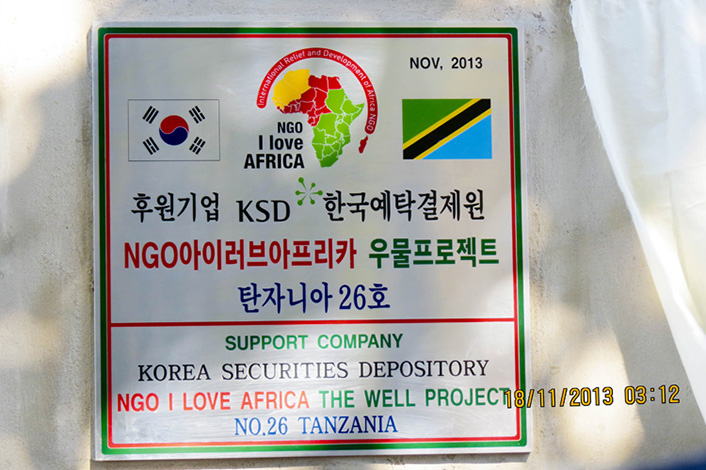 International Relief and Development of Africa NGO
NOV, 2013
NGO
I love
AFRICA
후원기업 KSD 한국예탁결제원
NGO아이러브아프리카 우물프로젝트
탄자니아 26호
SUPPORT COMPANY
KOREA SECURITIES DEPOSITORY
NGO I LOVE AFRICA THE WELL PROJECT
NO.26 TANZANIA
18/11/2013 03:12